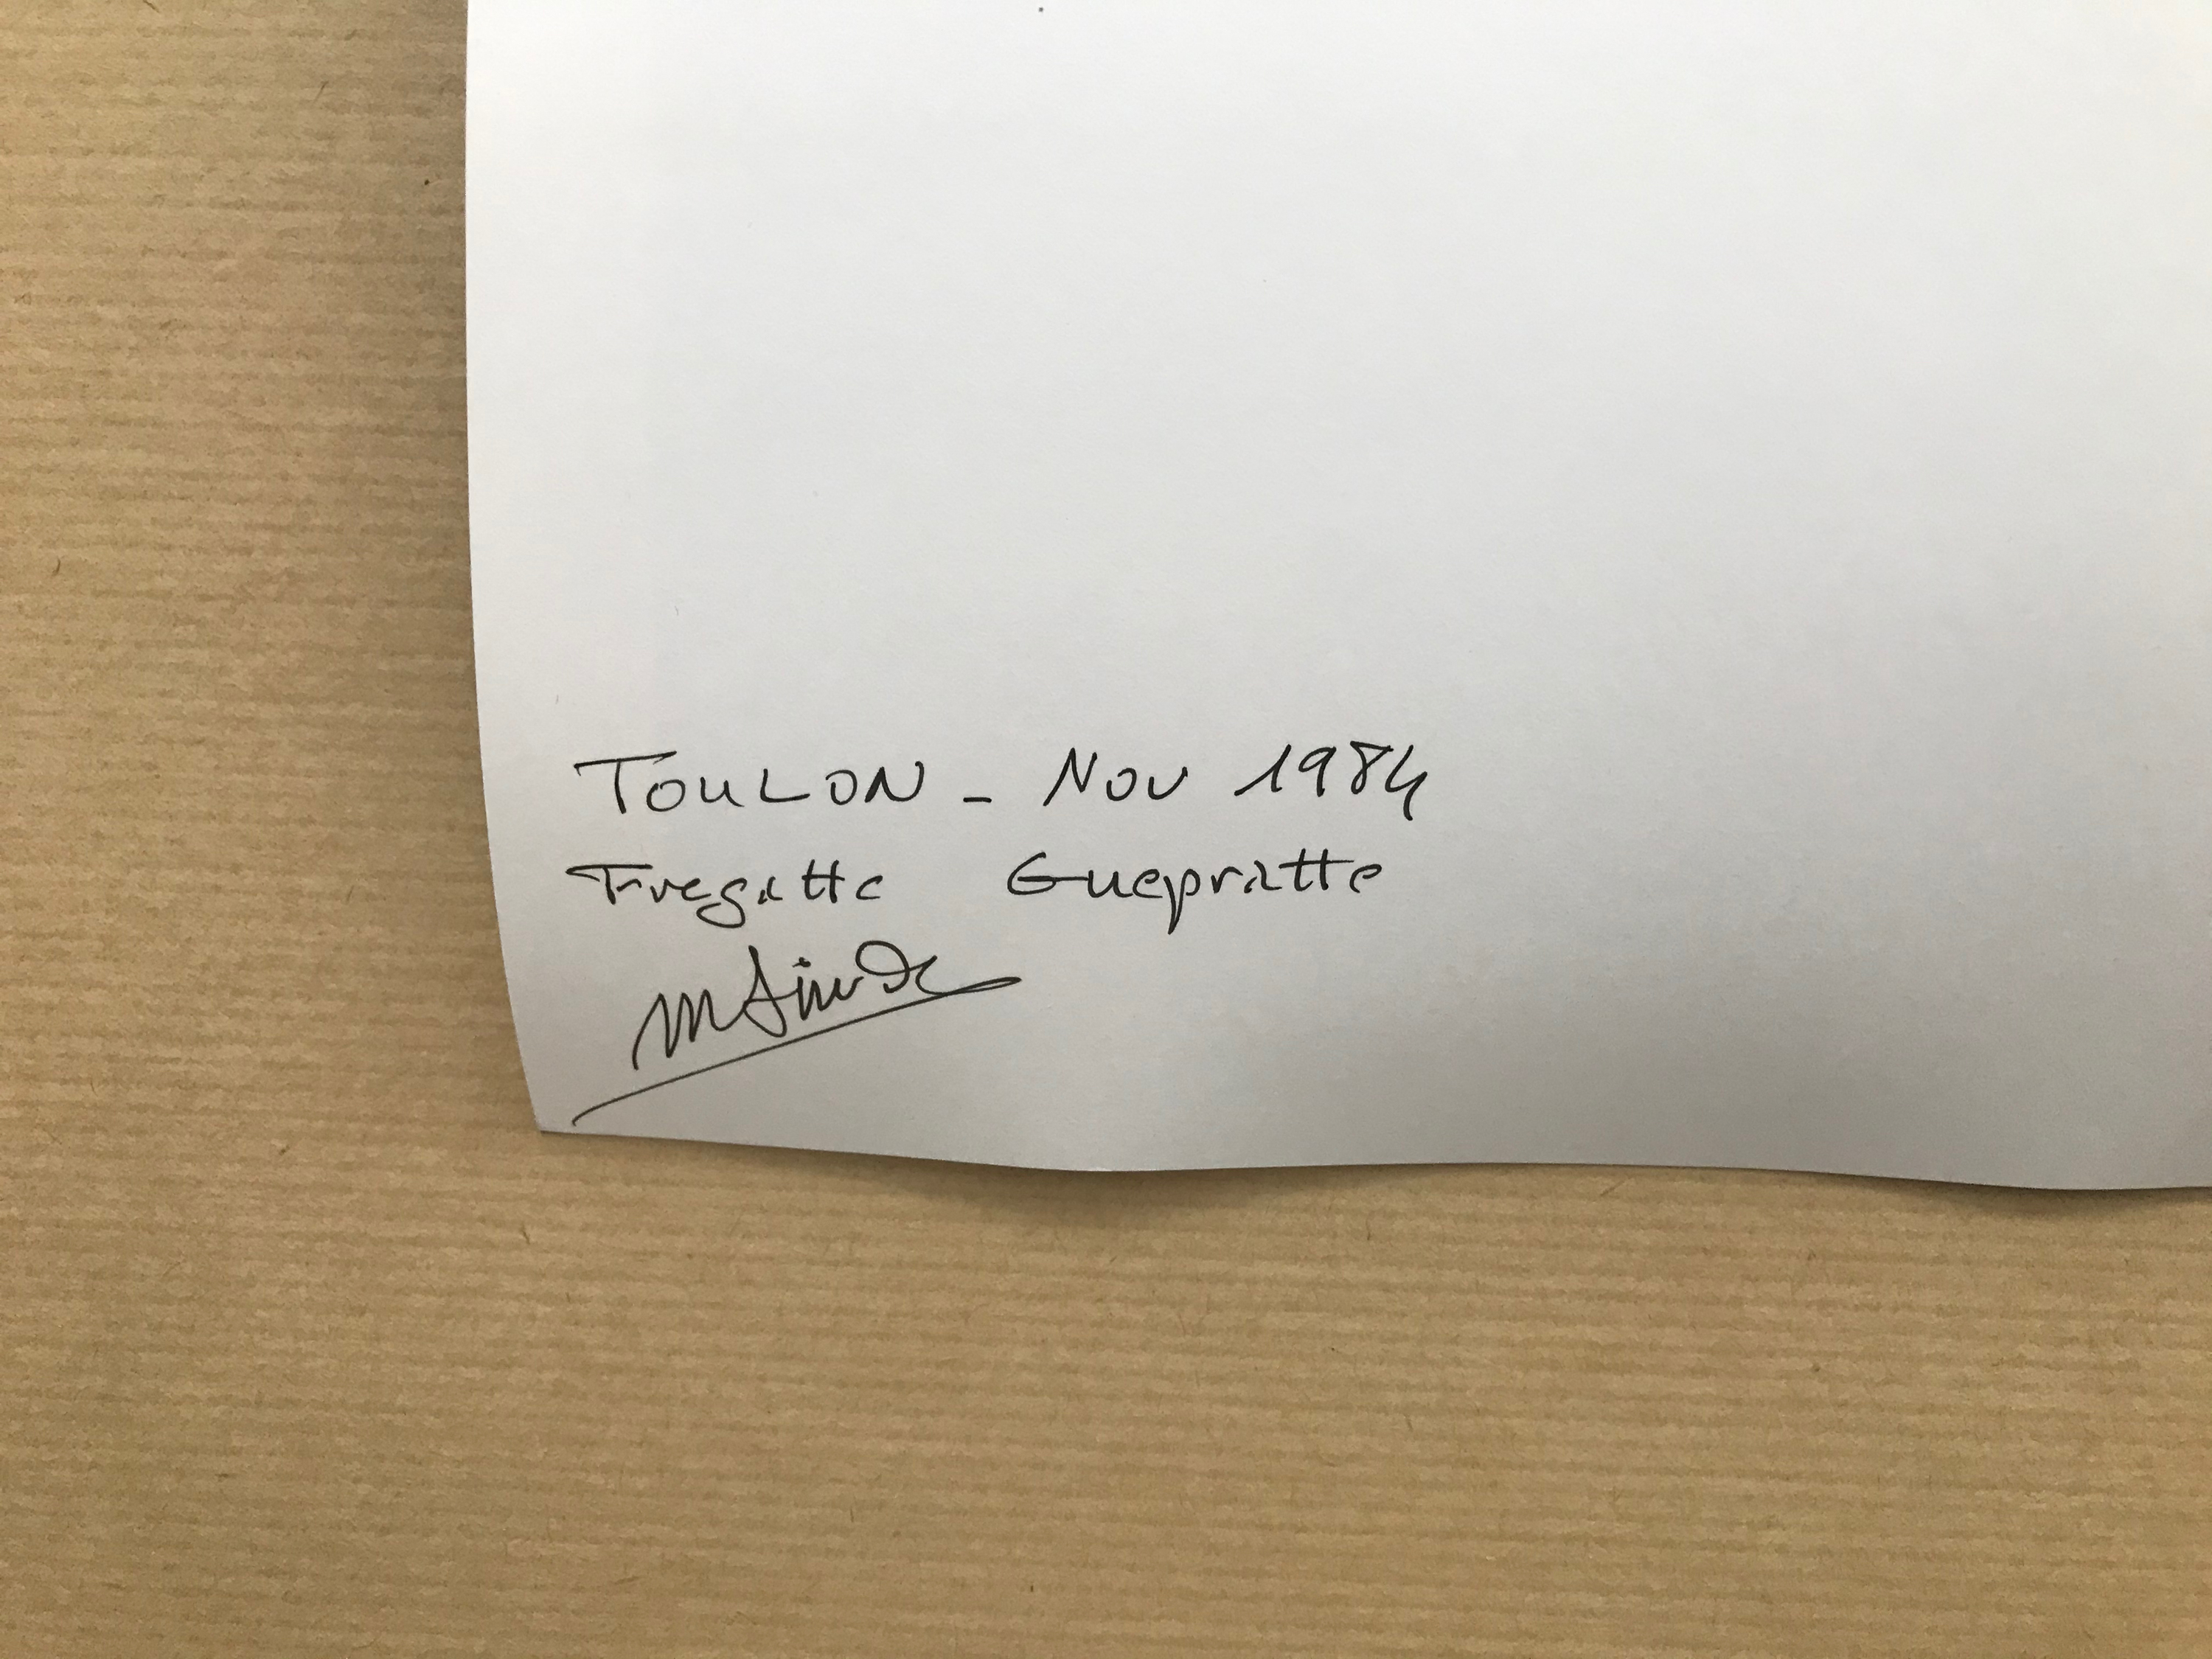 TOULON - Nov 1984
Fregatte Guepratte